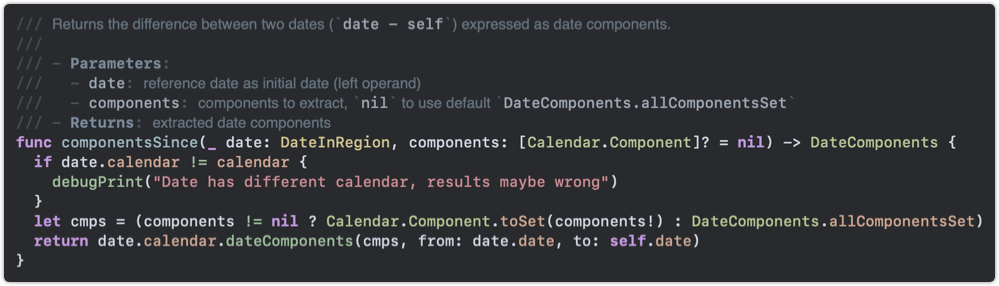 /// Returns the difference between two dates (`date - self`) expressed as date components.
///
/// - Parameters:
///   - date: reference date as initial date (left operand)
///   - components: components to extract, `nil` to use default `DateComponents.allComponentsSet`
/// - Returns: extracted date components
func componentsSince(_ date: DateInRegion, components: [Calendar.Component]? = nil) -> DateComponents {
  if date.calendar != calendar {
    debugPrint("Date has different calendar, results maybe wrong")
  }
  let cmps = (components != nil ? Calendar.Component.toSet(components!) : DateComponents.allComponentsSet)
  return date.calendar.dateComponents(cmps, from: date.date, to: self.date)
}